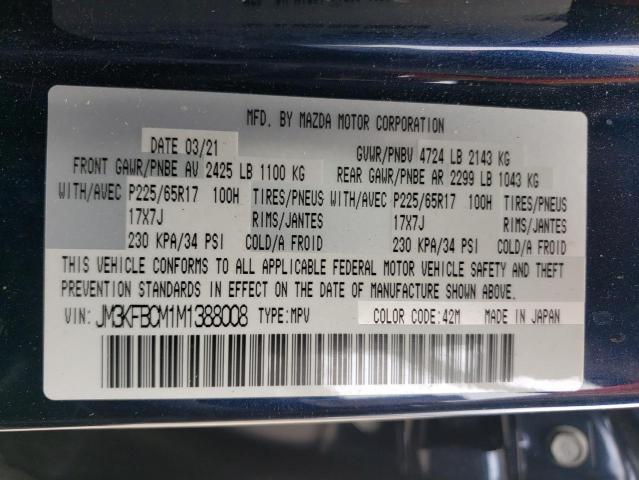 MFD. BY MAZDA MOTOR CORPORATION
DATE 03/21 GVWR/PNBV 4724 LB 2143 KG
FRONT GAWR/PNBE AV 2425 LB 1100 KG REAR GAWR/PNBE AR 2299 LB 1043 KG
WITH/AVEC P225/65R17 100H TIRES/PNEUS WITH/AVEC P225/65R17 100H TIRES/PNEUS
17X7J RIMS/JANTES 17X7J RIMS/JANTES
230 KPA/34 PSI COLD/A FROID 230 KPA/34 PSI COLD/A FROID
THIS VEHICLE CONFORMS TO ALL APPLICABLE FEDERAL MOTOR VEHICLE SAFETY AND THEFT
PREVENTION STANDARDS IN EFFECT ON THE DATE OF MANUFACTURE SHOWN ABOVE.
VIN: JM3KFBCM1M1388008 TYPE:MPV COLOR CODE:42M MADE IN JAPAN